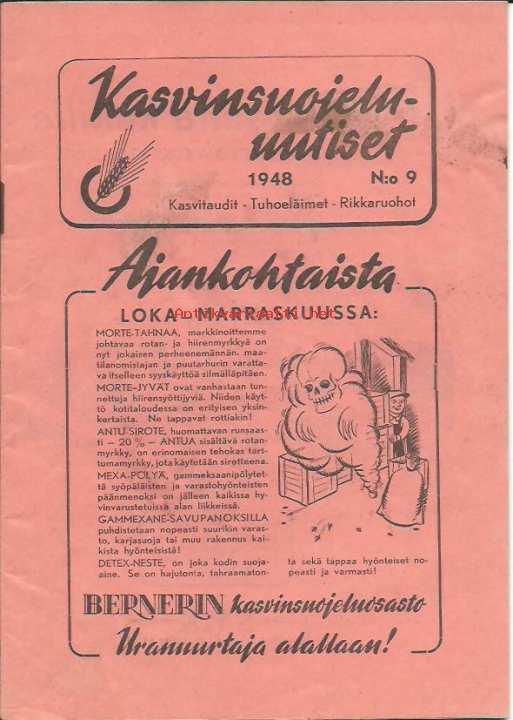 Kasvinsuojelu-
uutiset
1948 N:o 9
Kasvitaudit - Tuhoeläimet - Rikkaruohot
Ajankohtaista
LOKA - MARRASKUUSSA:
Antikvariaatti.net
MORTE-TAHNAA, markkinoittemme
johtavaa rotan- ja hiirenmyrkkyä on
nyt jokaisen perheenemännän, maa-
tilanomistajan ja puutarhurin varatta-
va itselleen syyskäyttöä silmälläpitäen.
MORTE-JYVÄT ovat vanhastaan tun-
nettuja hiirensyöttijyviä. Niiden käyt-
tö kotitaloudessa on erityisen yksin-
kertaista. Ne tappavat rottiakin!
ANTU-SIROTE, huomattavan runsaas-
ti — 20 % — ANTUA sisältävä rotan-
myrkky, on erinomaisen tehokas tart-
tumamyrkky, jota käytetään sirotteena.
MEXA-PÖLYÄ, gammeksaanipölytet-
tä syöpäläisten ja varastohyönteisten
päänmenoksi on jälleen kaikissa hy-
vinvarustetuissa alan liikkeissä.
GAMMEXANE-SAVUPANOKSILLA
puhdistetaan nopeasti suurikin varas-
to, karjasuoja tai muu rakennus kai-
kista hyönteisistä!
DETEX-NESTE, on joka kodin suoja-
aine. Se on hajutonta, tahraamaton-
ta sekä tappaa hyönteiset no-
peasti ja varmasti!
BERNERIN kasvinsuojeluosasto
Uranuurtaja alallaan!